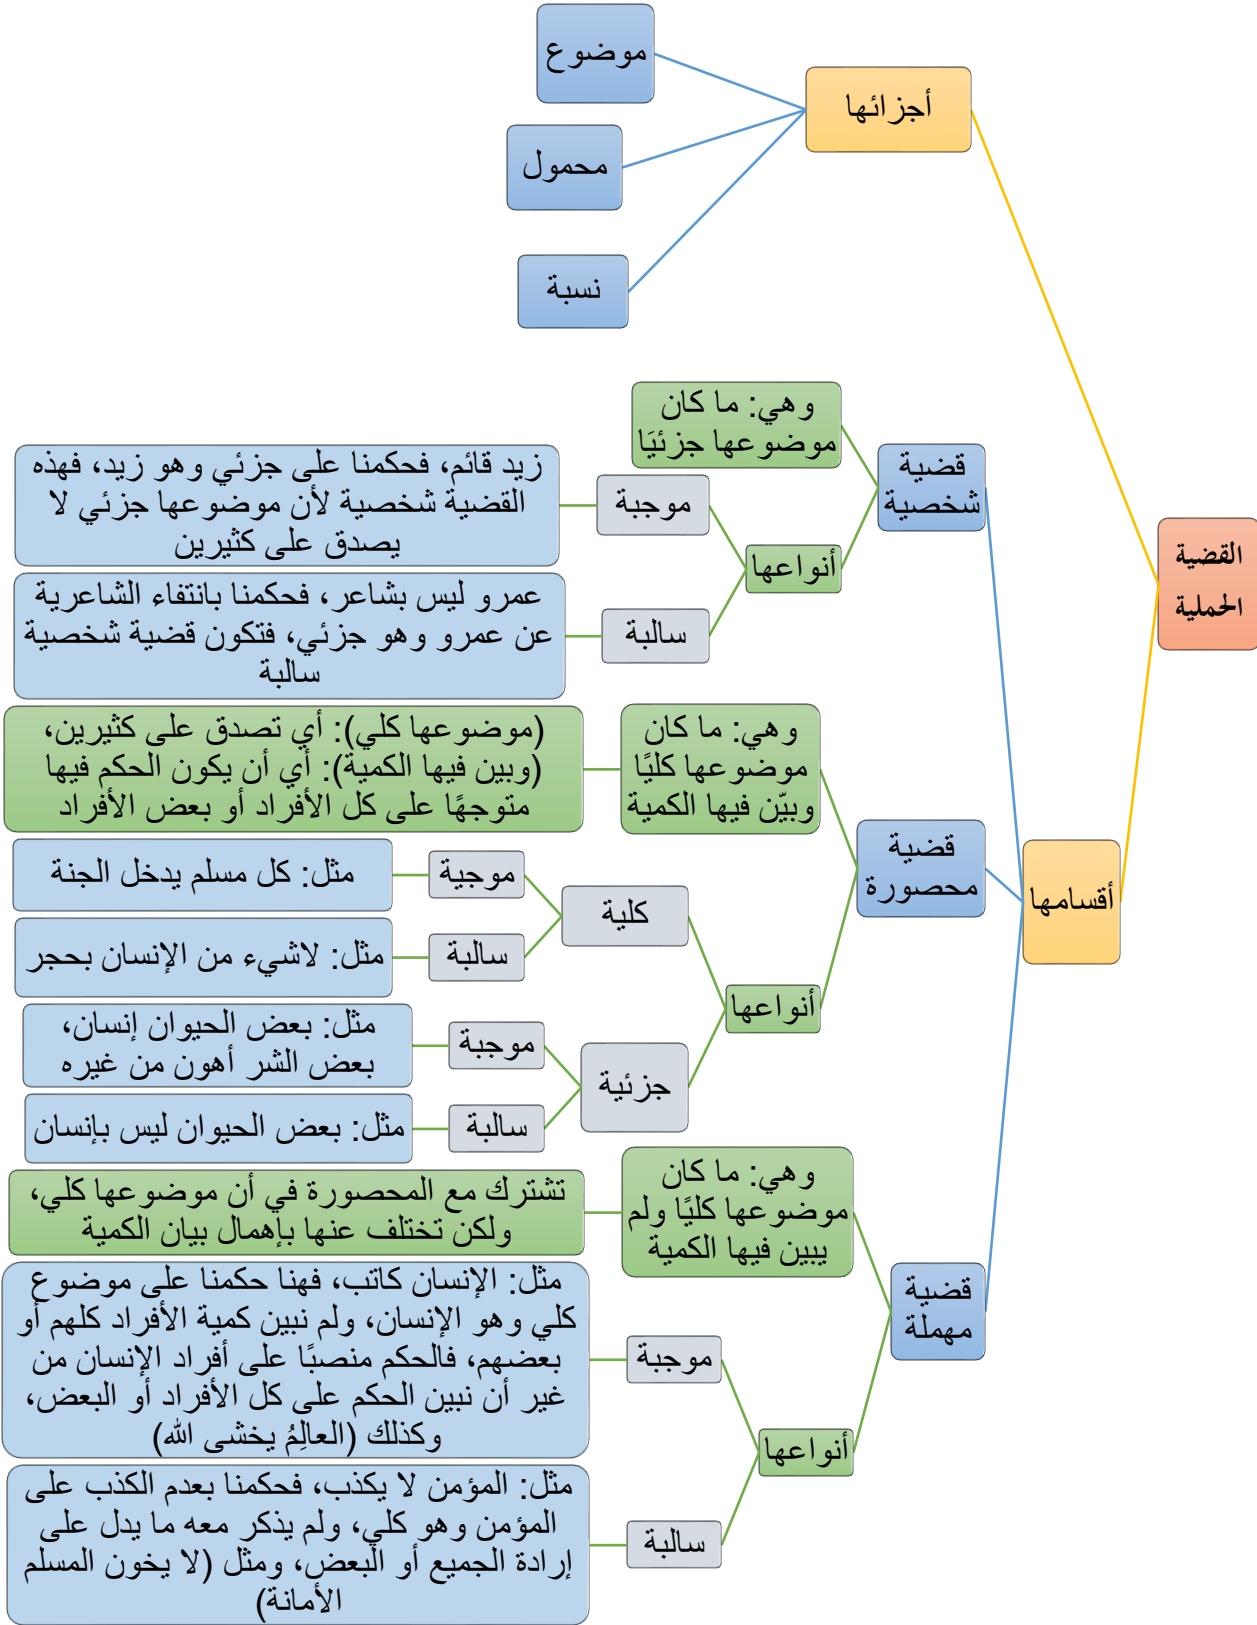 القضية
الحملية
أجزائها
موضوع
محمول
نسبة
أقسامها
قضية
شخصية
وهي: ما كان
موضوعها جزئيَا
أنواعها
موجبة
زيد قائم، فحكمنا على جزئي وهو زيد، فهذه
القضية شخصية لأن موضوعها جزئي لا
يصدق على كثيرين
سالبة
عمرو ليس بشاعر، فحكمنا بانتفاء الشاعرية
عن عمرو وهو جزئي، فتكون قضية شخصية
سالبة
قضية
محصورة
وهي: ما كان
موضوعها كليًا
وبيّن فيها الكمية
(موضوعها كلي): أي تصدق على كثيرين،
(وبين فيها الكمية): أي أن يكون الحكم فيها
متوجهًا على كل الأفراد أو بعض الأفراد
أنواعها
كلية
موجية
مثل: كل مسلم يدخل الجنة
سالبة
مثل: لاشيء من الإنسان بحجر
جزئية
موجبة
مثل: بعض الحيوان إنسان،
بعض الشر أهون من غيره
سالبة
مثل: بعض الحيوان ليس بإنسان
قضية
مهملة
وهي: ما كان
موضوعها كليًا ولم
يبين فيها الكمية
تشترك مع المحصورة في أن موضوعها كلي،
ولكن تختلف عنها بإهمال بيان الكمية
أنواعها
موجبة
مثل: الإنسان كاتب، فهنا حكمنا على موضوع
كلي وهو الإنسان، ولم نبين كمية الأفراد كلهم أو
بعضهم، فالحكم منصبًا على أفراد الإنسان من
غير أن نبين الحكم على كل الأفراد أو البعض،
وكذلك (العالِمُ يخشى الله)
سالبة
مثل: المؤمن لا يكذب، فحكمنا بعدم الكذب على
المؤمن وهو كلي، ولم يذكر معه ما يدل على
إرادة الجميع أو البعض، ومثل (لا يخون المسلم
الأمانة)